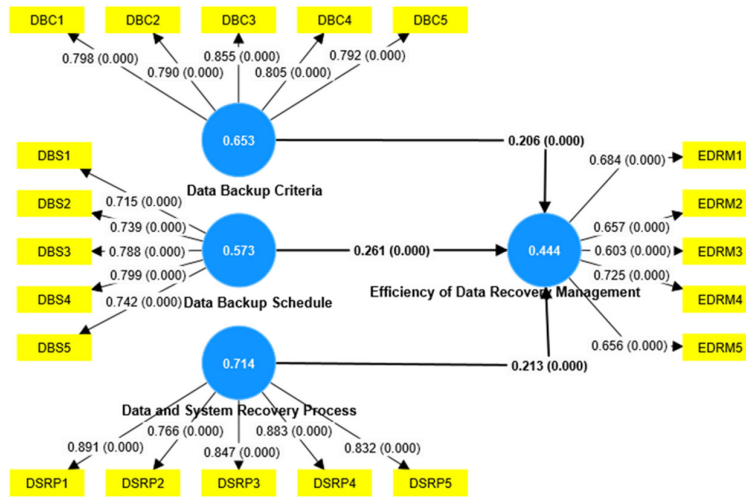 DBC1 DBC2 DBC3 DBC4 DBC5
0.798 (0.000) 0.790 (0.000) 0.855 (0.000) 0.805 (0.000) 0.792 (0.000)
0.653
Data Backup Criteria
0.206 (0.000)
DBS1
DBS2
DBS3
DBS4
DBS5
0.715 (0.000)
0.739 (0.000)
0.788 (0.000)
0.799 (0.000)
0.742 (0.000)
0.573
Data Backup Schedule
0.261 (0.000)
0.444
Efficiency of Data Recovery Management
0.684 (0.000)
0.657 (0.000)
0.603 (0.000)
0.725 (0.000)
0.656 (0.000)
EDRM1
EDRM2
EDRM3
EDRM4
EDRM5
0.714
Data and System Recovery Process
0.213 (0.000)
0.891 (0.000) 0.766 (0.000) 0.847 (0.000) 0.883 (0.000) 0.832 (0.000)
DSRP1 DSRP2 DSRP3 DSRP4 DSRP5